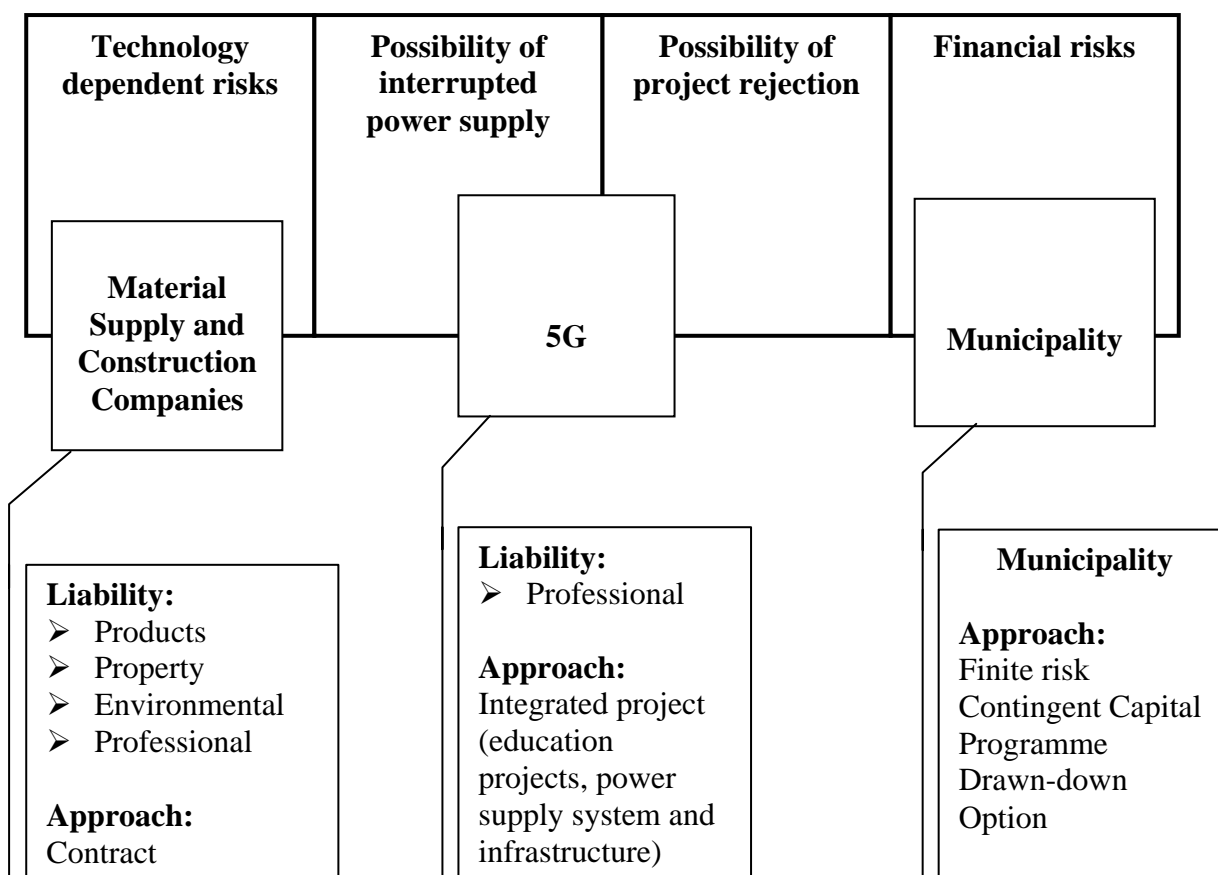 Technology
dependent risks
Possibility of
interrupted
power supply
Possibility of
project rejection
Financial risks
Material
Supply and
Construction
Companies
5G
Municipality
Liability:
➢ Products
➢ Property
➢ Environmental
➢ Professional
Approach:
Contract
Liability:
➢ Professional
Approach:
Integrated project
(education
projects, power
supply system and
infrastructure)
Municipality
Approach:
Finite risk
Contingent Capital
Programme
Drawn-down
Option